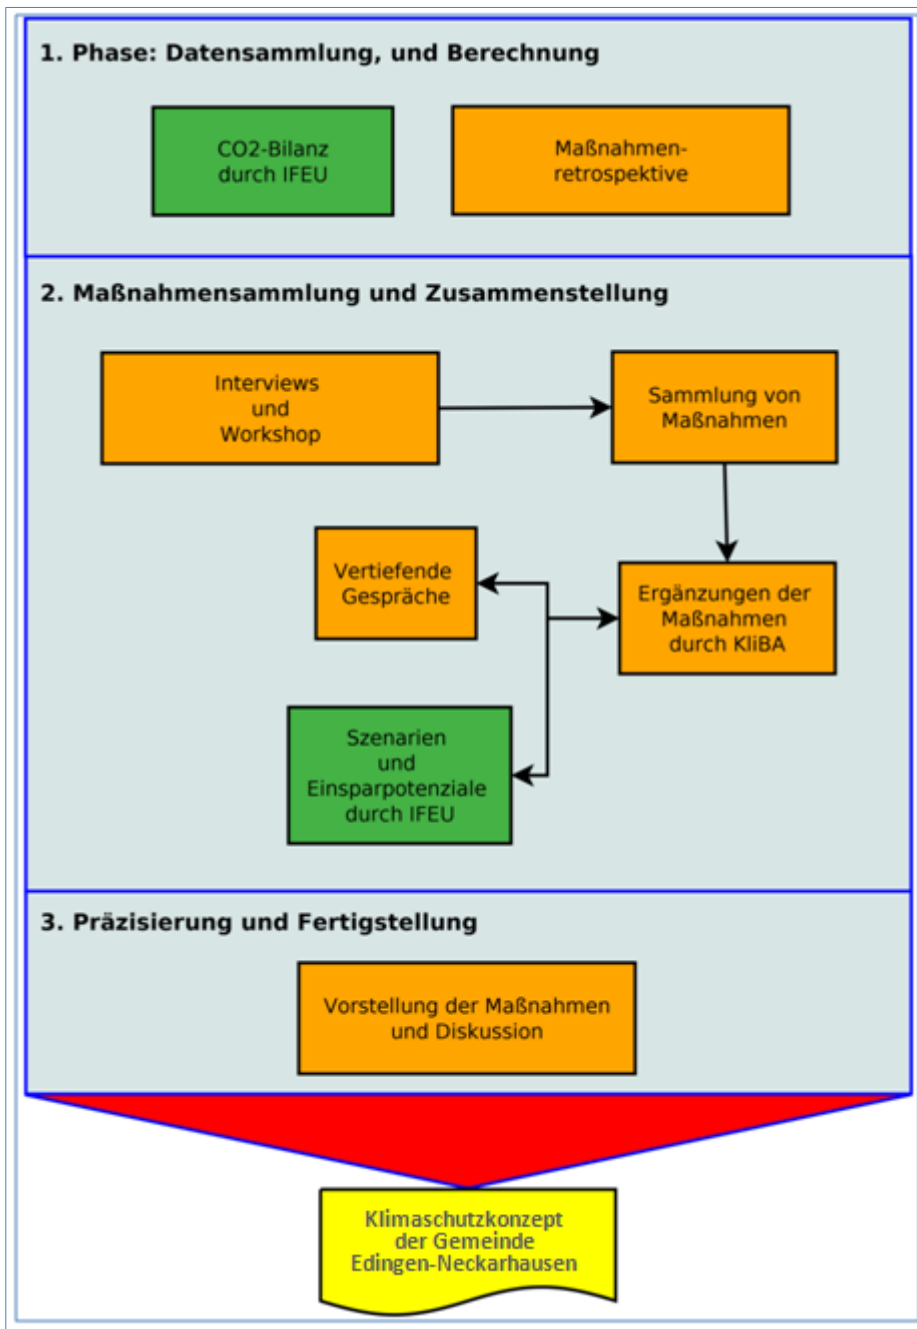 1. Phase: Datensammlung, und Berechnung
CO2-Bilanz
durch IFEU
Maßnahmen-
retrospektive
2. Maßnahmensammlung und Zusammenstellung
Interviews
und
Workshop
Sammlung von
Maßnahmen
Vertiefende
Gespräche
Ergänzungen der
Maßnahmen
durch KliBA
Szenarien
und
Einsparpotenziale
durch IFEU
3. Präzisierung und Fertigstellung
Vorstellung der Maßnahmen
und Diskussion
Klimaschutzkonzept
der Gemeinde
Edingen-Neckarhausen